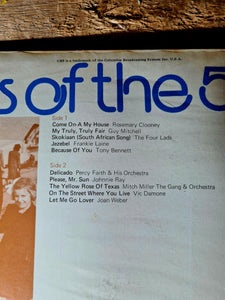 CBS is a trademark of the Columbia Broadcasting System, Inc. U.S.A.
s of the 5
Side 1
Come On-A My House Rosemary Clooney
My Truly, Truly Fair Guy Mitchell
Skokiaan (South African Song) The Four Lads
Jezebel Frankie Laine
Because Of You Tony Bennett
Side 2
Delicado Percy Faith & His Orchestra
Please, Mr. Sun Johnnie Ray
The Yellow Rose Of Texas Mitch Miller The Gang & Orchestra
On The Street Where You Live Vic Damone
Let Me Go Lover Joan Weber